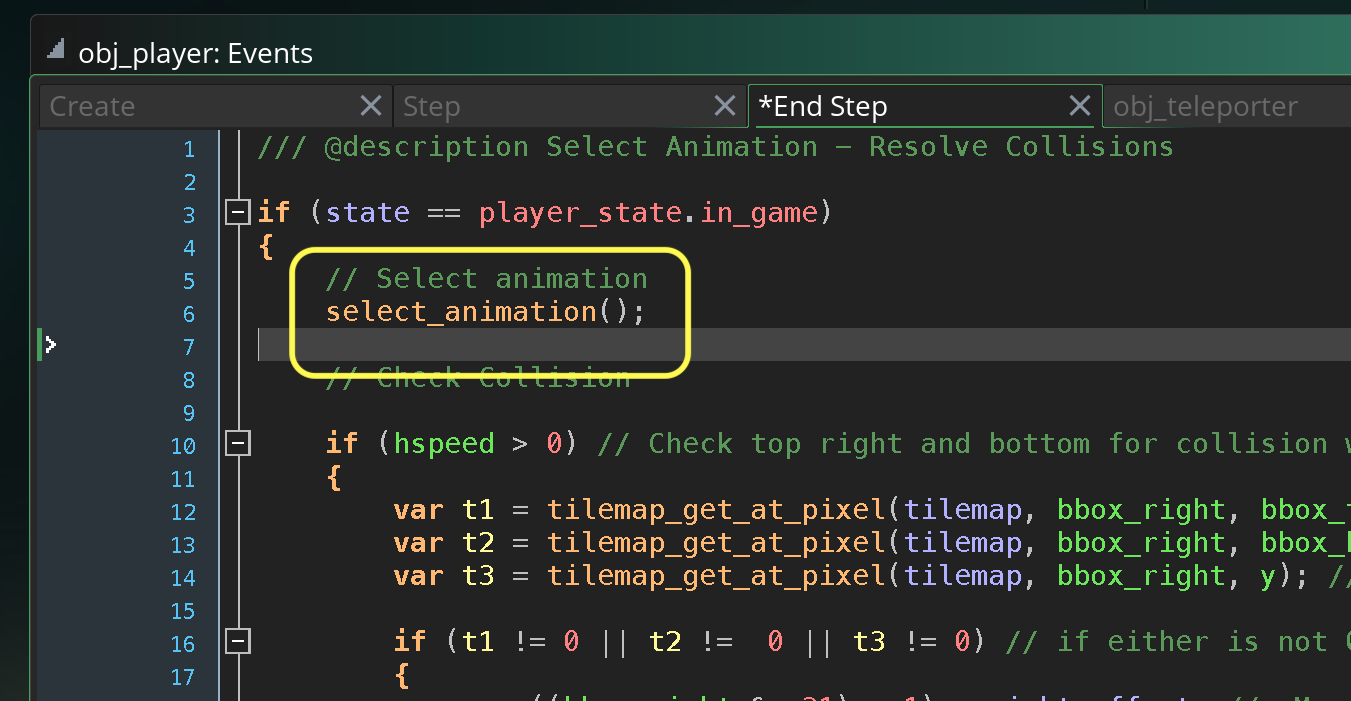 obj_player: Events
Create Step *End Step obj_teleporter
1 /// @description Select Animation - Resolve Collisions
2
3 if (state == player_state.in_game)
4 {
5 // Select animation
6 select_animation();
7
8 // Check Collision
9
10 if (hspeed > 0) // Check top right and bottom for collision
11 {
12 var t1 = tilemap_get_at_pixel(tilemap, bbox_right,
13 var t2 = tilemap_get_at_pixel(tilemap, bbox_right,
14 var t3 = tilemap_get_at_pixel(tilemap, bbox_right, y); //
15
16 if (t1 != 0 || t2 != 0 || t3 != 0) // if either is not
17 {